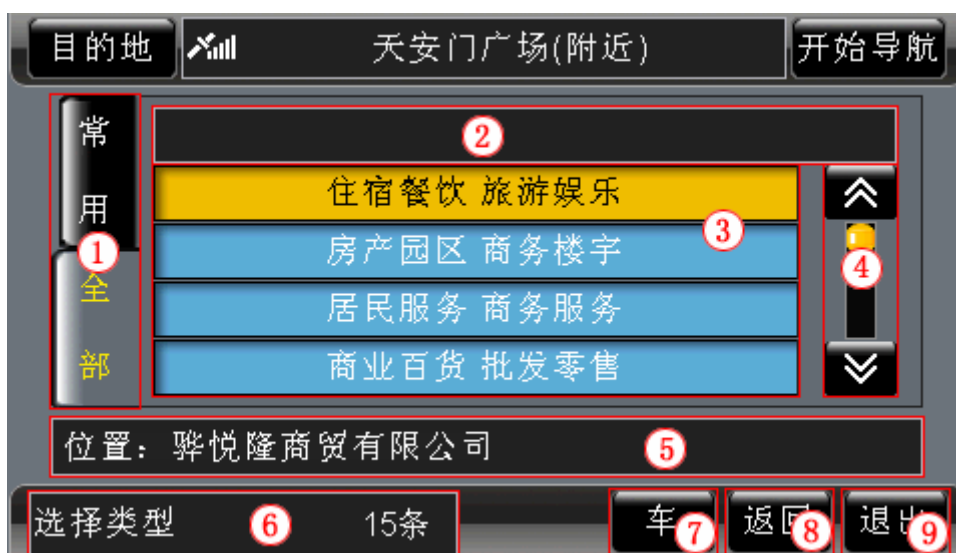 目的地 天安门广场(附近) 开始导航
常用
②
住宿餐饮 旅游娱乐
③
房产园区 商务楼宇
①
④
全部
居民服务 商务服务
商业百货 批发零售
位置：骅悦隆商贸有限公司 ⑤
选择类型 ⑥ 15条 车 ⑦ 返回 ⑧ 退出 ⑨